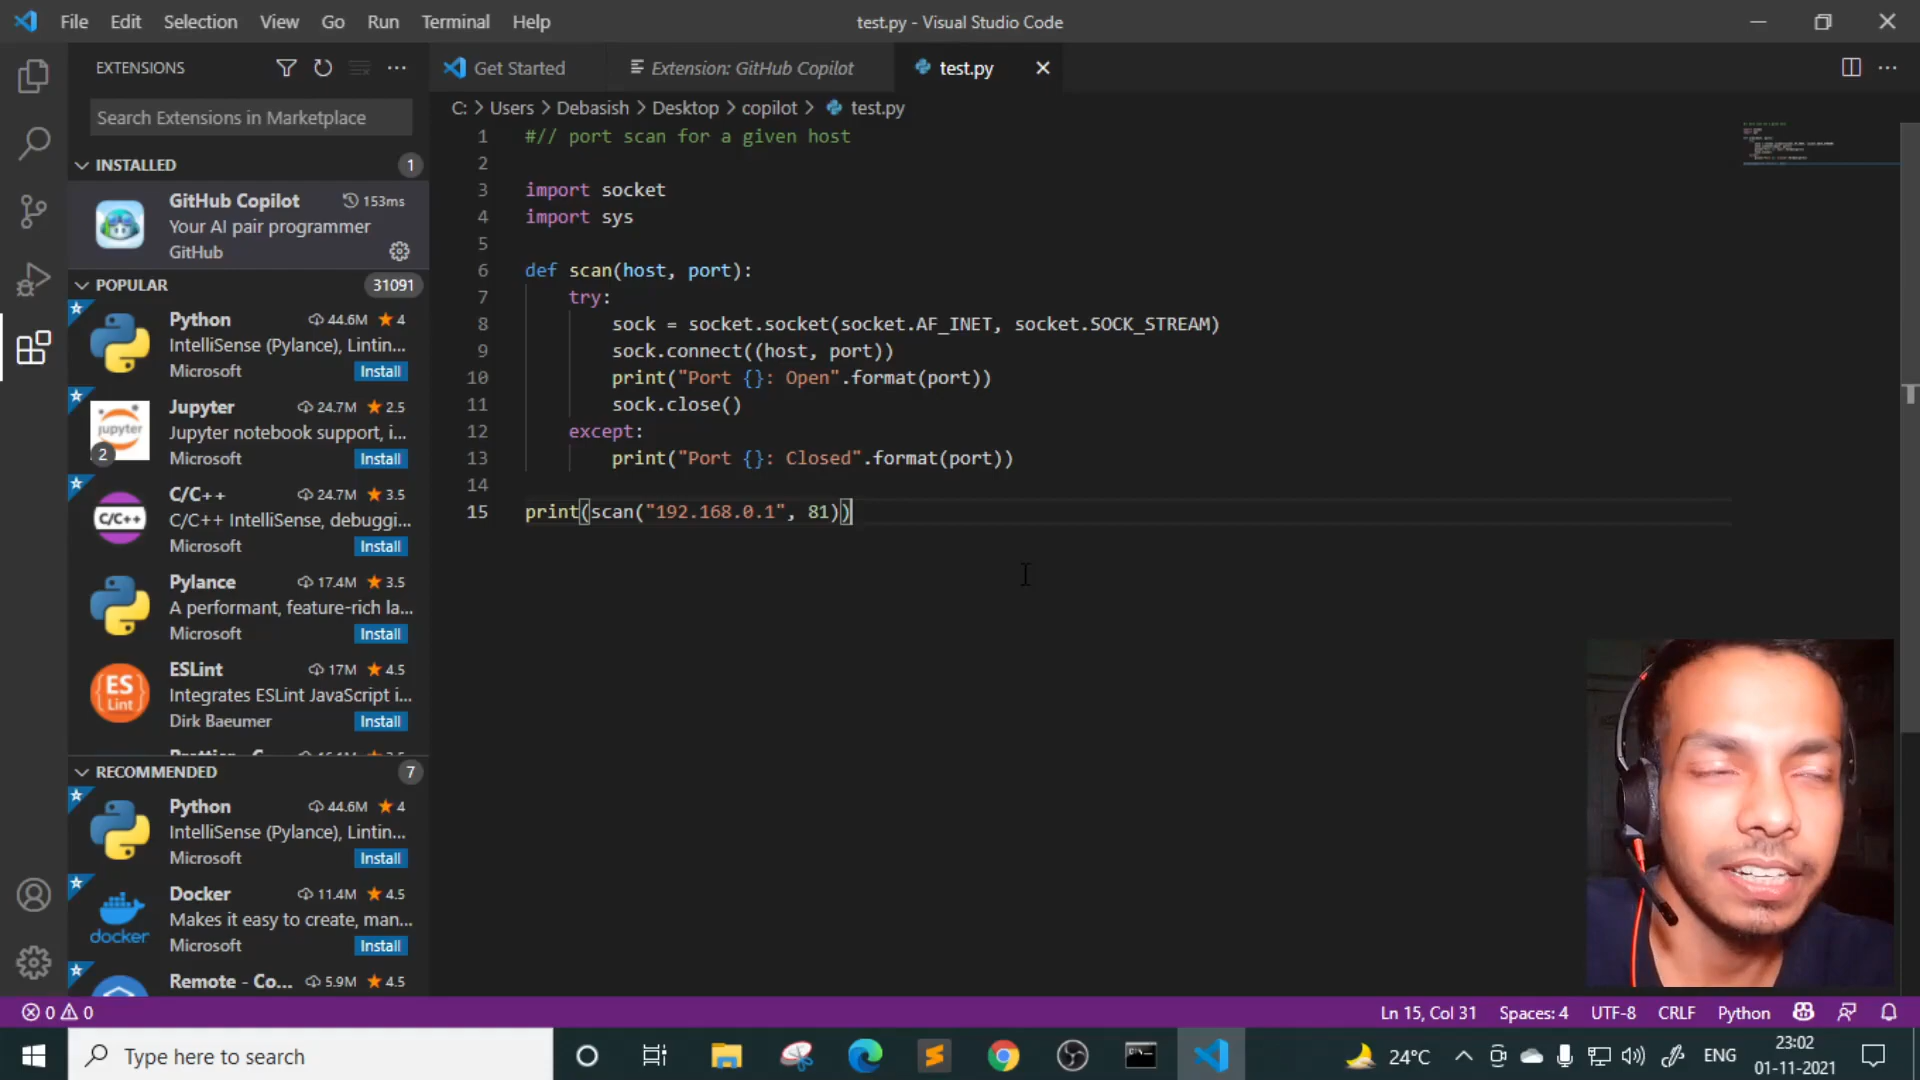 File Edit Selection View Go Run Terminal Help
test.py - Visual Studio Code
EXTENSIONS
Search Extensions in Marketplace
INSTALLED 1
GitHub Copilot 153ms
Your AI pair programmer
GitHub
POPULAR 31091
Python 44.6M 4
IntelliSense (Pylance), Lintin...
Microsoft Install
Jupyter 24.7M 2.5
jupyter
Jupyter notebook support, i...
2
Microsoft Install
C/C++ 24.7M 3.5
C/C++
C/C++ IntelliSense, debuggi...
Microsoft Install
Pylance 17.4M 3.5
A performant, feature-rich la...
Microsoft Install
ESLint 17M 4.5
ES
Lint
Integrates ESLint JavaScript i...
Dirk Baeumer Install
RECOMMENDED 7
Python 44.6M 4
IntelliSense (Pylance), Lintin...
Microsoft Install
Docker 11.4M 4.5
docker
Makes it easy to create, man...
Microsoft Install
Remote - Co... 5.9M 4.5
Get Started Extension: GitHub Copilot test.py
C: > Users > Debasish > Desktop > copilot > test.py
1 #// port scan for a given host
2
3 import socket
4 import sys
5
6 def scan(host, port):
7 try:
8 sock = socket.socket(socket.AF_INET, socket.SOCK_STREAM)
9 sock.connect((host, port))
10 print("Port {}: Open".format(port))
11 sock.close()
12 except:
13 print("Port {}: Closed".format(port))
14
15 print(scan("192.168.0.1", 81))
0 0
Ln 15, Col 31 Spaces: 4 UTF-8 CRLF Python
Type here to search
24°C ENG
23:02
01-11-2021